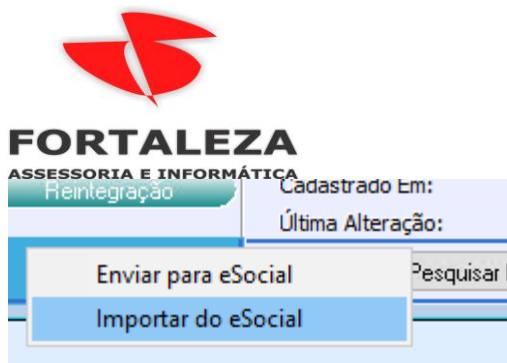 FORTALEZA
ASSESSORIA E INFORMÁTICA
Reintegração
Cadastrado Em:
Última Alteração:
Enviar para eSocial
Pesquisar
Importar do eSocial